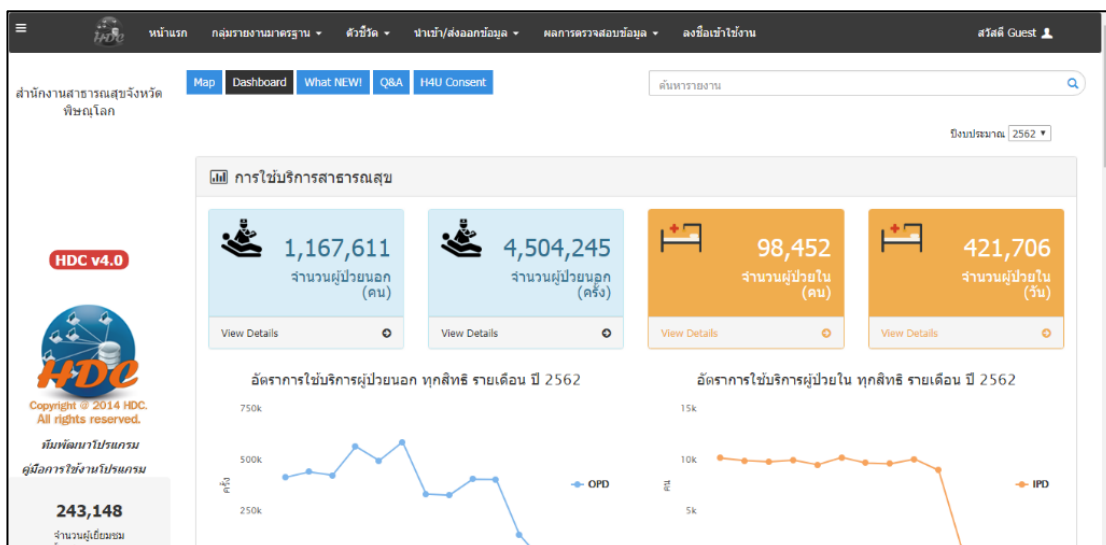 HDC
หน้าแรก
กลุ่มรายงานมาตรฐาน
ตัวชี้วัด
นำเข้า/ส่งออกข้อมูล
ผลการตรวจสอบข้อมูล
ลงชื่อเข้าใช้งาน
สวัสดี Guest
สำนักงานสาธารณสุขจังหวัด
พิษณุโลก
Map
Dashboard
What NEW!
Q&A
H4U Consent
ค้นหารายงาน
ปีงบประมาณ 2562
HDC v4.0
HDC
Copyright © 2014 HDC.
All rights reserved.
ทีมพัฒนาโปรแกรม
คู่มือการใช้งานโปรแกรม
243,148
จำนวนผู้เยี่ยมชม
การใช้บริการสาธารณสุข
1,167,611
จำนวนผู้ป่วยนอก
(คน)
View Details
4,504,245
จำนวนผู้ป่วยนอก
(ครั้ง)
View Details
98,452
จำนวนผู้ป่วยใน
(คน)
View Details
421,706
จำนวนผู้ป่วยใน
(วัน)
View Details
อัตราการใช้บริการผู้ป่วยนอก ทุกสิทธิ รายเดือน ปี 2562
750k
500k
250k
ครั้ง
OPD
อัตราการใช้บริการผู้ป่วยใน ทุกสิทธิ รายเดือน ปี 2562
15k
10k
5k
คน
IPD